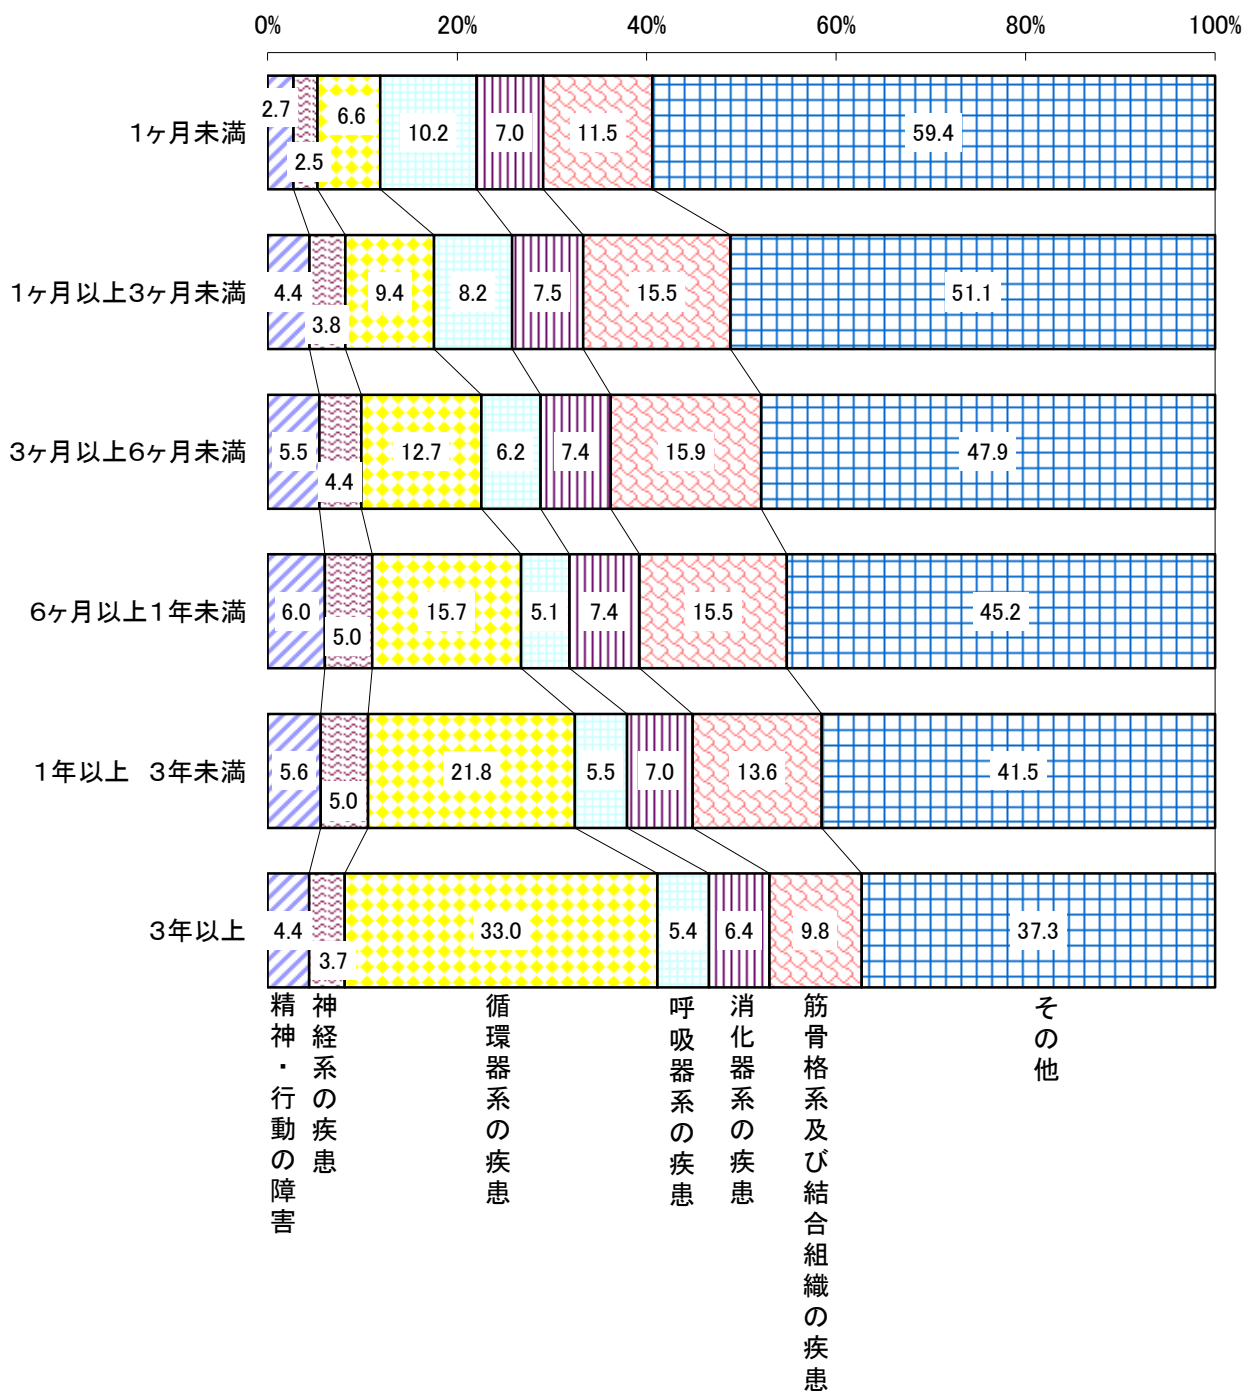 0% 20% 40% 60% 80% 100%
1ヶ月未満 2.7 2.5 6.6 10.2 7.0 11.5 59.4
1ヶ月以上3ヶ月未満 4.4 3.8 9.4 8.2 7.5 15.5 51.1
3ヶ月以上6ヶ月未満 5.5 4.4 12.7 6.2 7.4 15.9 47.9
6ヶ月以上1年未満 6.0 5.0 15.7 5.1 7.4 15.5 45.2
1年以上　3年未満 5.6 5.0 21.8 5.5 7.0 13.6 41.5
3年以上 4.4 3.7 33.0 5.4 6.4 9.8 37.3
精神・行動の障害
神経系の疾患
循環器系の疾患
呼吸器系の疾患
消化器系の疾患
筋骨格系及び結合組織の疾患
その他